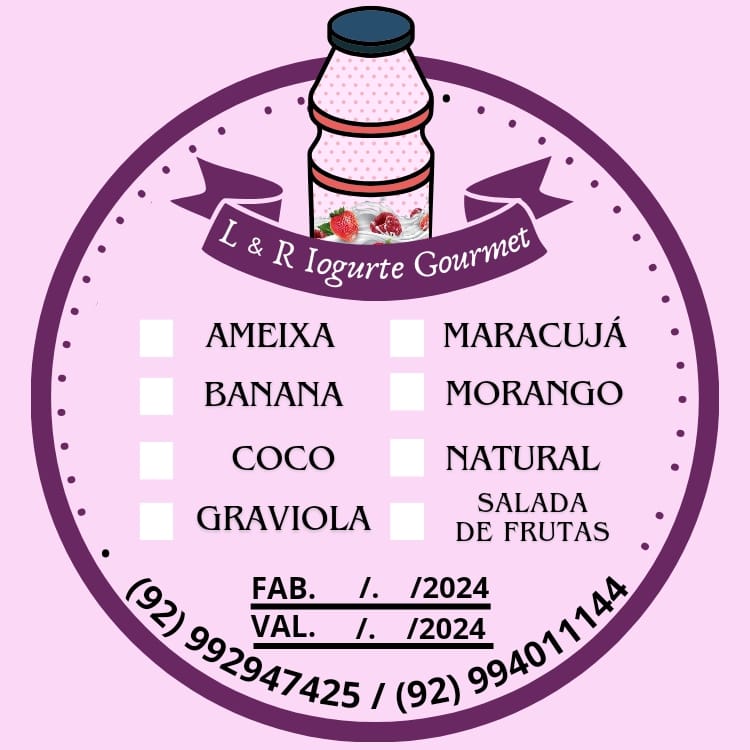 L & R Iogurte Gourmet
AMEIXA
MARACUJÁ
BANANA
MORANGO
COCO
NATURAL
GRAVIOLA
SALADA
DE FRUTAS
FAB. /. /2024
VAL. /. /2024
(92) 992947425 / (92) 994011144